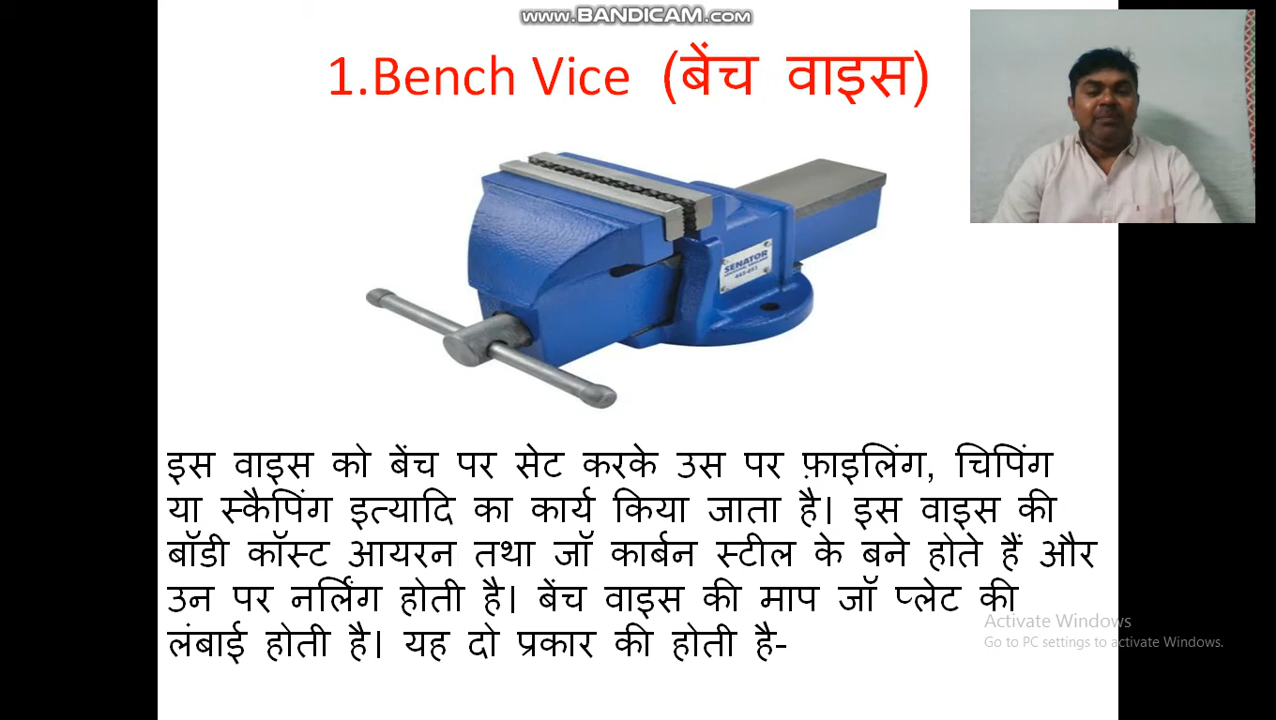 www.BANDICAM.com
1.Bench Vice (बेंच वाइस)
SENATOR
इस वाइस को बेंच पर सेट करके उस पर फ़ाइलिंग, चिपिंग
या स्कैपिंग इत्यादि का कार्य किया जाता है। इस वाइस की
बॉडी कॉस्ट आयरन तथा जॉ कार्बन स्टील के बने होते हैं और
उन पर नर्लिंग होती है। बेंच वाइस की माप जॉ प्लेट की
लंबाई होती है। यह दो प्रकार की होती है-
Activate Windows
Go to PC settings to activate Windows.